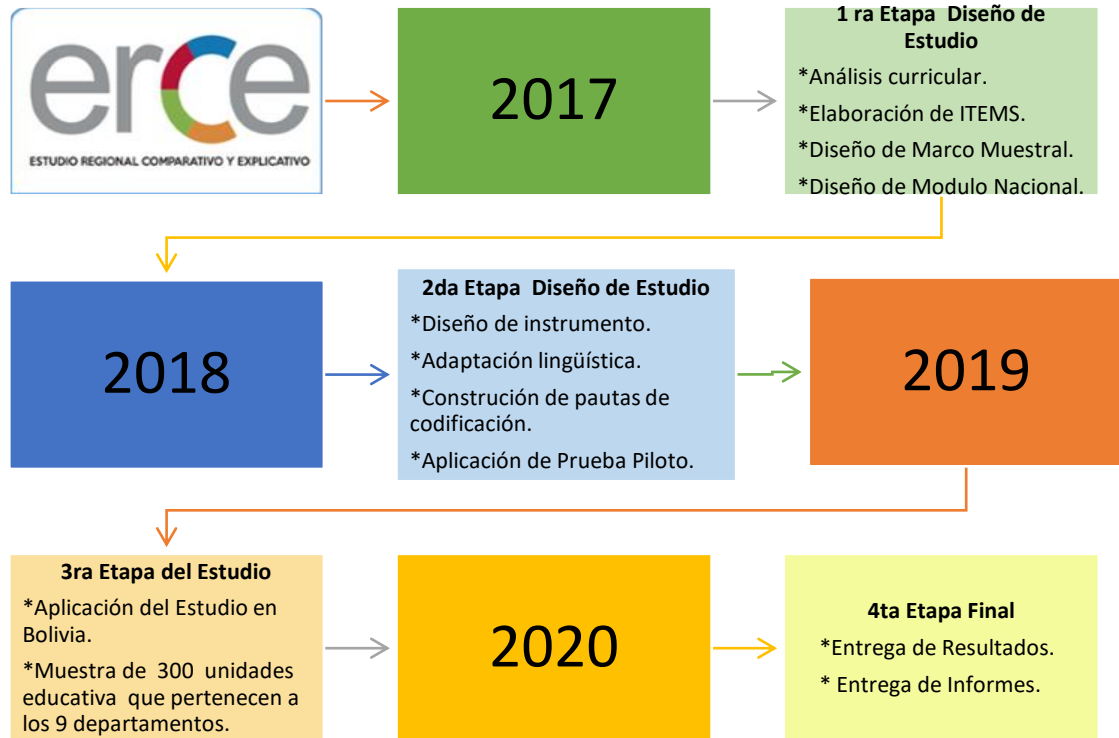 erce
ESTUDIO REGIONAL COMPARATIVO Y EXPLICATIVO
2017
1 ra Etapa Diseño de
Estudio
*Análisis curricular.
*Elaboración de ITEMS.
*Diseño de Marco Muestral.
*Diseño de Modulo Nacional.
2018
2da Etapa Diseño de Estudio
*Diseño de instrumento.
*Adaptación lingüística.
*Construción de pautas de
codificación.
*Aplicación de Prueba Piloto.
2019
3ra Etapa del Estudio
*Aplicación del Estudio en
Bolivia.
*Muestra de 300 unidades
educativa que pertenecen a
los 9 departamentos.
2020
4ta Etapa Final
*Entrega de Resultados.
* Entrega de Informes.